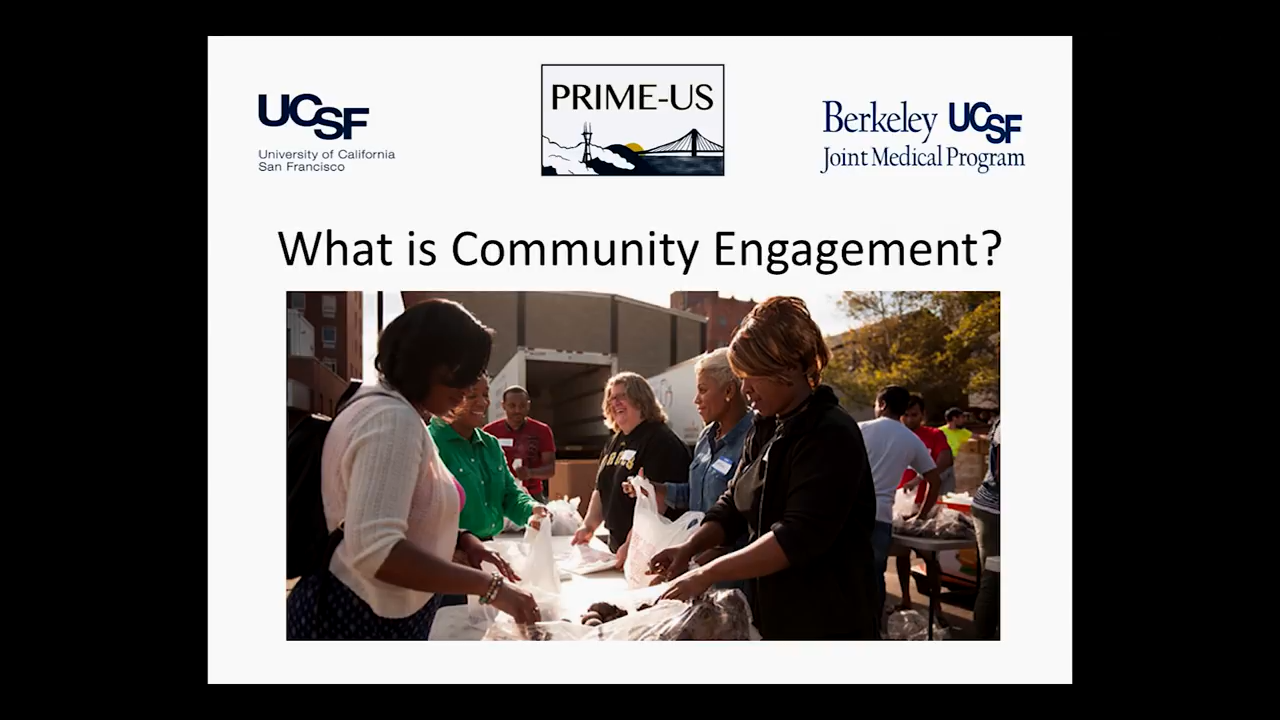 UCSF
University of California
San Francisco
PRIME-US
Berkeley UCSF
Joint Medical Program
What is Community Engagement?